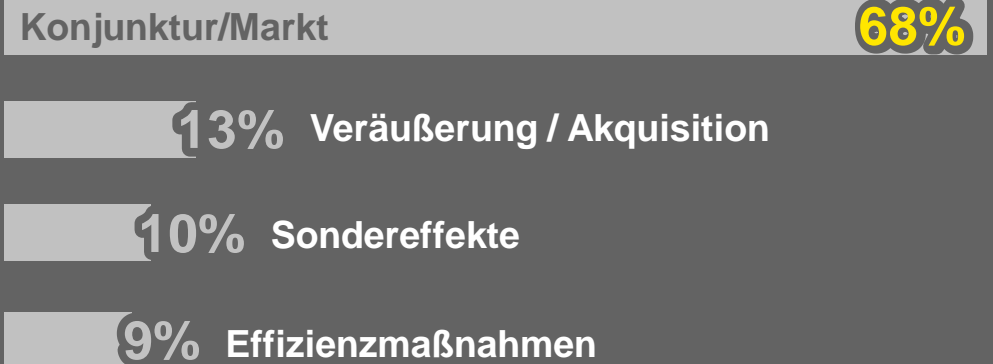 Konjunktur/Markt 68%
13% Veräußerung / Akquisition
10% Sondereffekte
9% Effizienzmaßnahmen